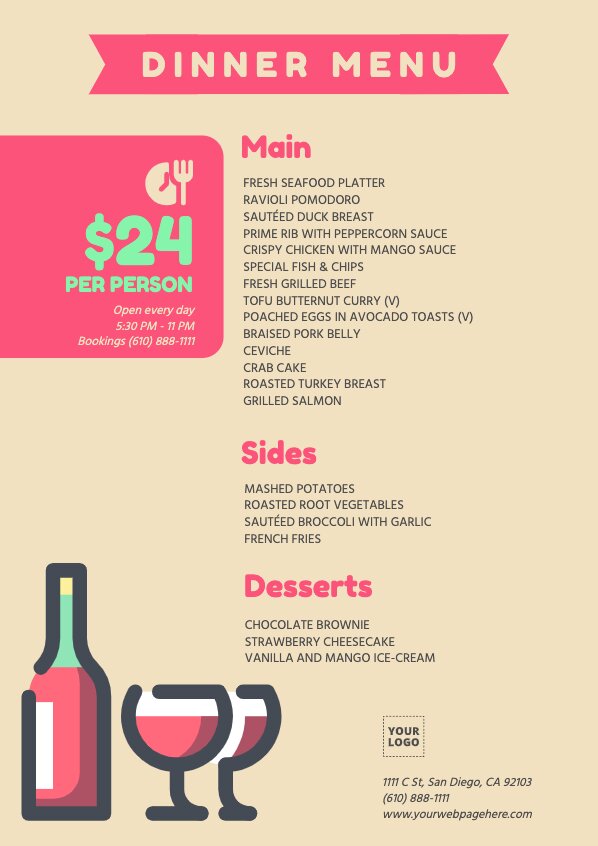 DINNER MENU
$24
PER PERSON
Open every day
5:30 PM - 11 PM
Bookings (610) 888-1111
Main
FRESH SEAFOOD PLATTER
RAVIOLI POMODORO
SAUTÉED DUCK BREAST
PRIME RIB WITH PEPPERCORN SAUCE
CRISPY CHICKEN WITH MANGO SAUCE
SPECIAL FISH & CHIPS
FRESH GRILLED BEEF
TOFU BUTTERNUT CURRY (V)
POACHED EGGS IN AVOCADO TOASTS (V)
BRAISED PORK BELLY
CEVICHE
CRAB CAKE
ROASTED TURKEY BREAST
GRILLED SALMON
Sides
MASHED POTATOES
ROASTED ROOT VEGETABLES
SAUTÉED BROCCOLI WITH GARLIC
FRENCH FRIES
Desserts
CHOCOLATE BROWNIE
STRAWBERRY CHEESECAKE
VANILLA AND MANGO ICE-CREAM
YOUR
LOGO
1111 C St, San Diego, CA 92103
(610) 888-1111
www.yourwebpagehere.com